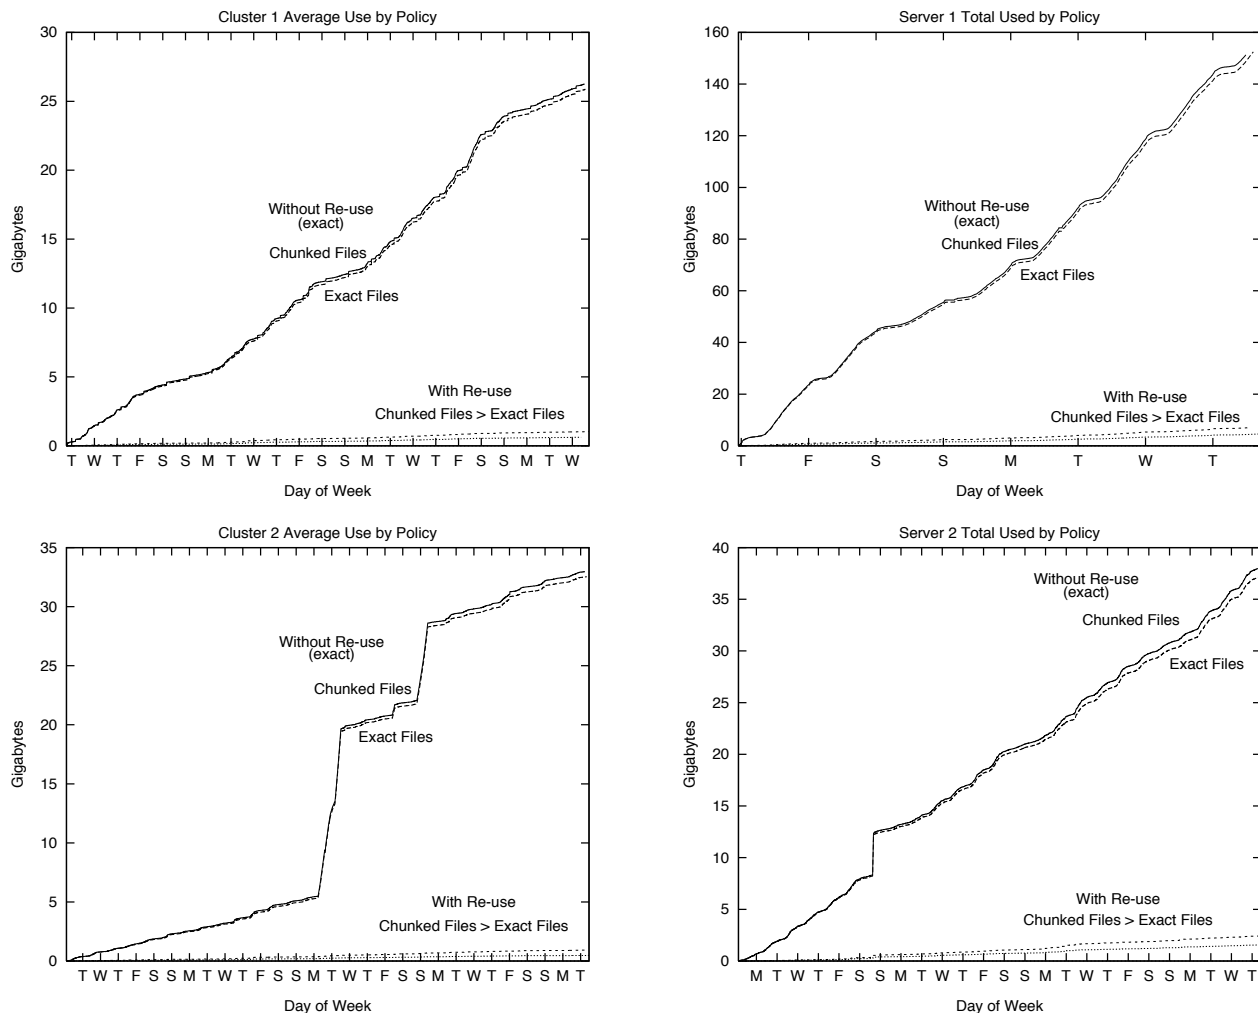 Cluster 1 Average Use by Policy
30
25
20
15
10
5
0
Gigabytes
Without Re-use
(exact)
Chunked Files
Exact Files
With Re-use
Chunked Files > Exact Files
T W T F S S M T W T F S S M T W T F S S M T W
Day of Week
Server 1 Total Used by Policy
160
140
120
100
80
60
40
20
0
Gigabytes
Without Re-use
(exact)
Chunked Files
Exact Files
With Re-use
Chunked Files > Exact Files
T F S S M T W T
Day of Week
Cluster 2 Average Use by Policy
35
30
25
20
15
10
5
0
Gigabytes
Without Re-use
(exact)
Chunked Files
Exact Files
With Re-use
Chunked Files > Exact Files
T W T F S S M T W T F S S M T W T F S S M T W T F S S M T
Day of Week
Server 2 Total Used by Policy
40
35
30
25
20
15
10
5
0
Gigabytes
Without Re-use
(exact)
Chunked Files
Exact Files
With Re-use
Chunked Files > Exact Files
M T W T F S S M T W T F S S M T W T F S S M T W T
Day of Week